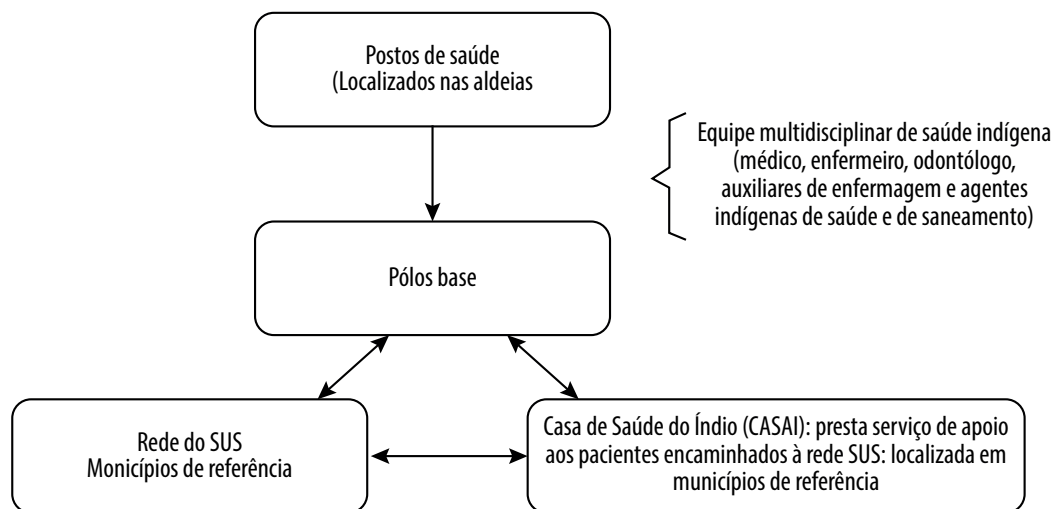 Postos de saúde
(Localizados nas aldeias
Equipe multidisciplinar de saúde indígena
(médico, enfermeiro, odontólogo,
auxiliares de enfermagem e agentes
indígenas de saúde e de saneamento)
Pólos base
Rede do SUS
Monicípios de referência
Casa de Saúde do Índio (CASAI): presta serviço de apoio
aos pacientes encaminhados à rede SUS: localizada em
municípios de referência